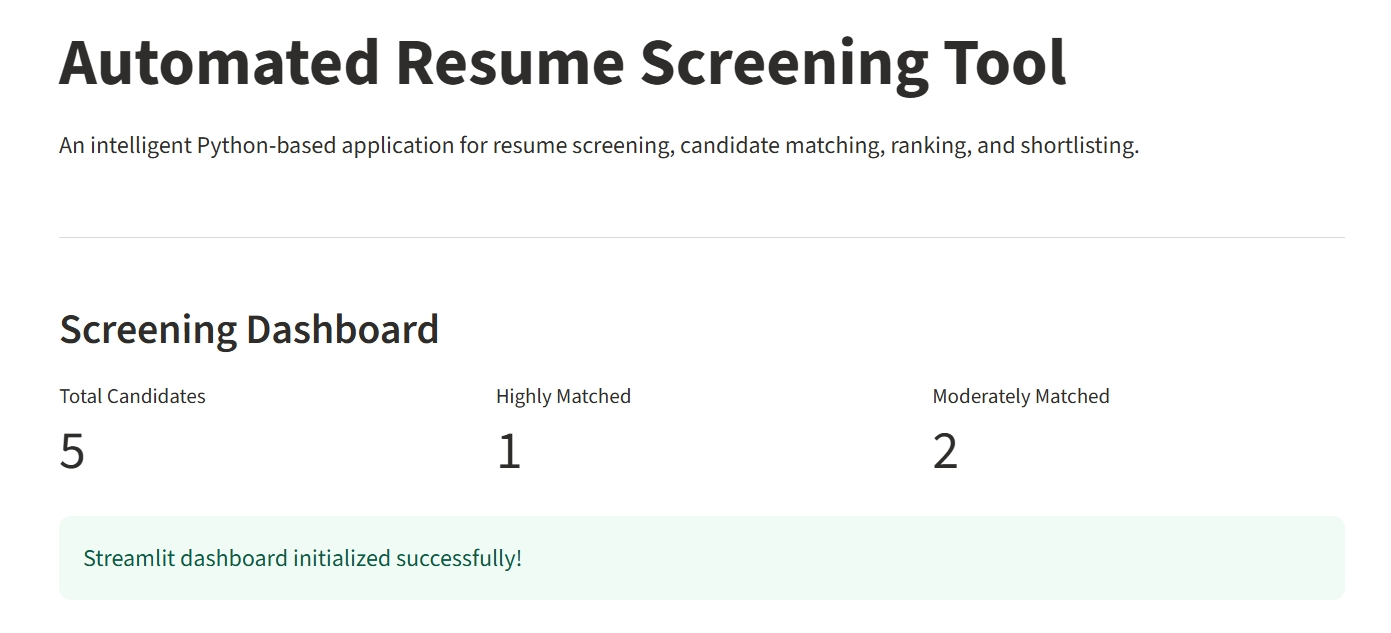 Automated Resume Screening Tool
An intelligent Python-based application for resume screening, candidate matching, ranking, and shortlisting.
Screening Dashboard
Total Candidates
5
Highly Matched
1
Moderately Matched
2
Streamlit dashboard initialized successfully!